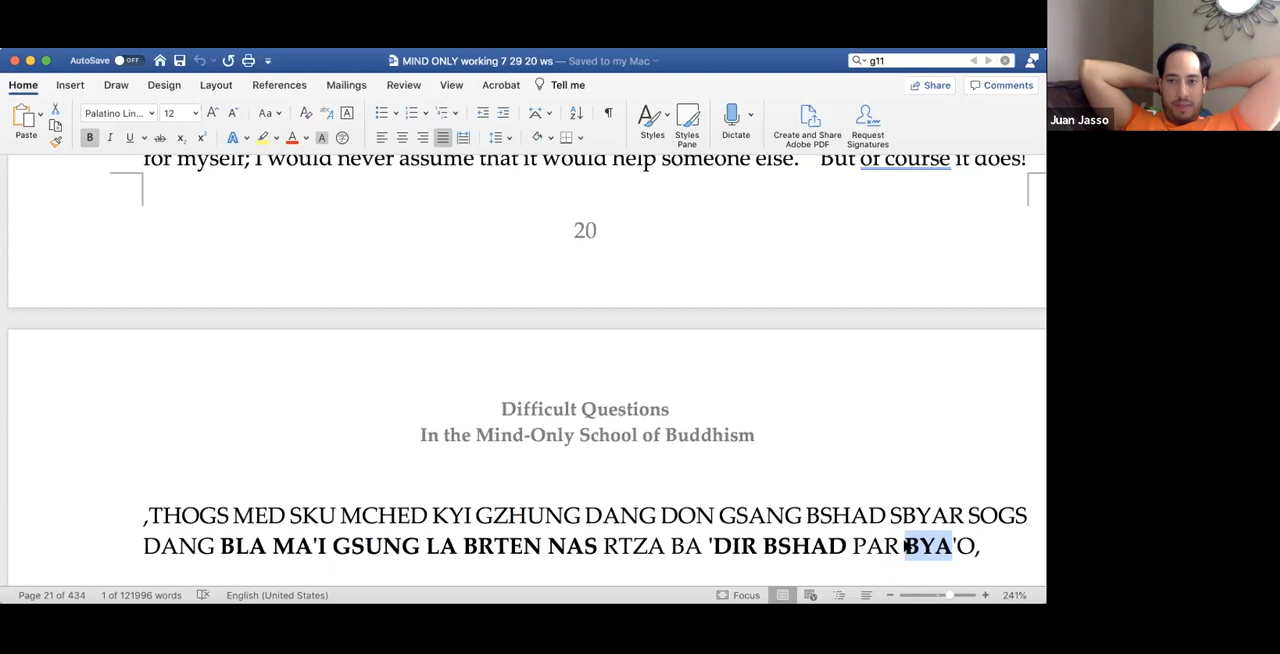 AutoSave OFF MIND ONLY working 7 29 20 ws — Saved to my Mac g11
Home Insert Draw Design Layout References Mailings Review View Acrobat Tell me Share Comments
Paste Palatino Lin... 12 Aa Styles Styles Pane Dictate Create and Share Adobe PDF Request Signatures
for myself; I would never assume that it would help someone else. But of course it does!
20
Difficult Questions
In the Mind-Only School of Buddhism
,THOGS MED SKU MCHED KYI GZHUNG DANG DON GSANG BSHAD SBYAR SOGS
DANG BLA MA'I GSUNG LA BRTEN NAS RTZA BA 'DIR BSHAD PAR BYA'O,
Page 21 of 434 1 of 121996 words English (United States) Focus 241%
Juan Jasso